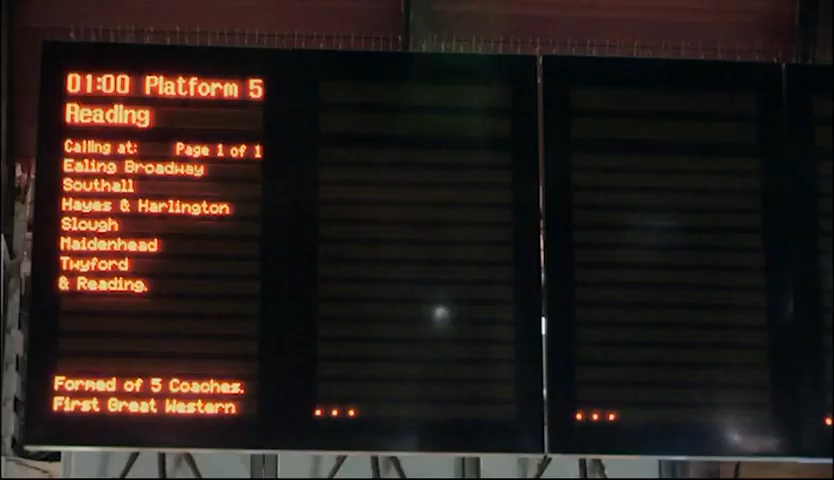 01:00 Platform 5
Reading
Calling at: Page 1 of 1
Ealing Broadway
Southall
Hayes & Harlington
Slough
Maidenhead
Twyford
& Reading.
Formed of 5 Coaches.
First Great Western
...
...